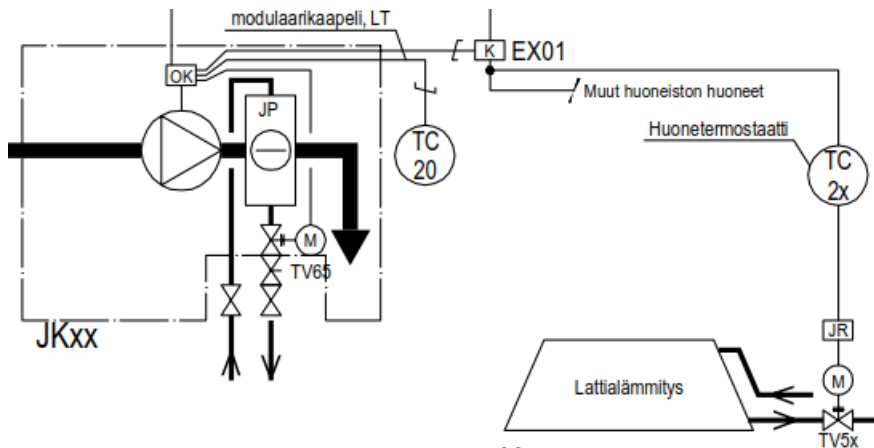 modulaarikaapeli, LT
OK
K
EX01
Muut huoneiston huoneet
JP
TC
20
Huonetermostaatti
TC
2x
M
TV65
JKxx
JR
Lattialämmitys
M
TV5x